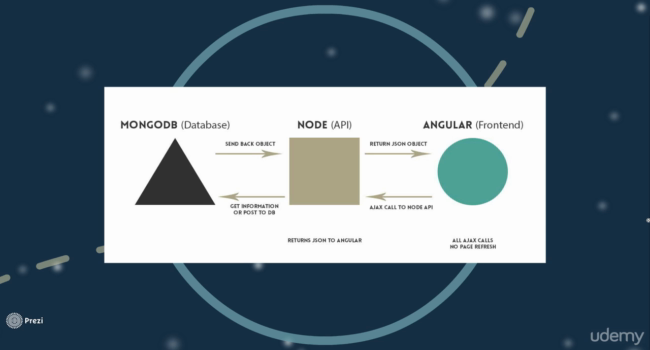 MONGODB (Database)
NODE (API)
ANGULAR (Frontend)
SEND BACK OBJECT
RETURN JSON OBJECT
GET INFORMATION
OR POST TO DB
AJAX CALL TO NODE API
RETURNS JSON TO ANGULAR
ALL AJAX CALLS
NO PAGE REFRESH
Prezi
udemy